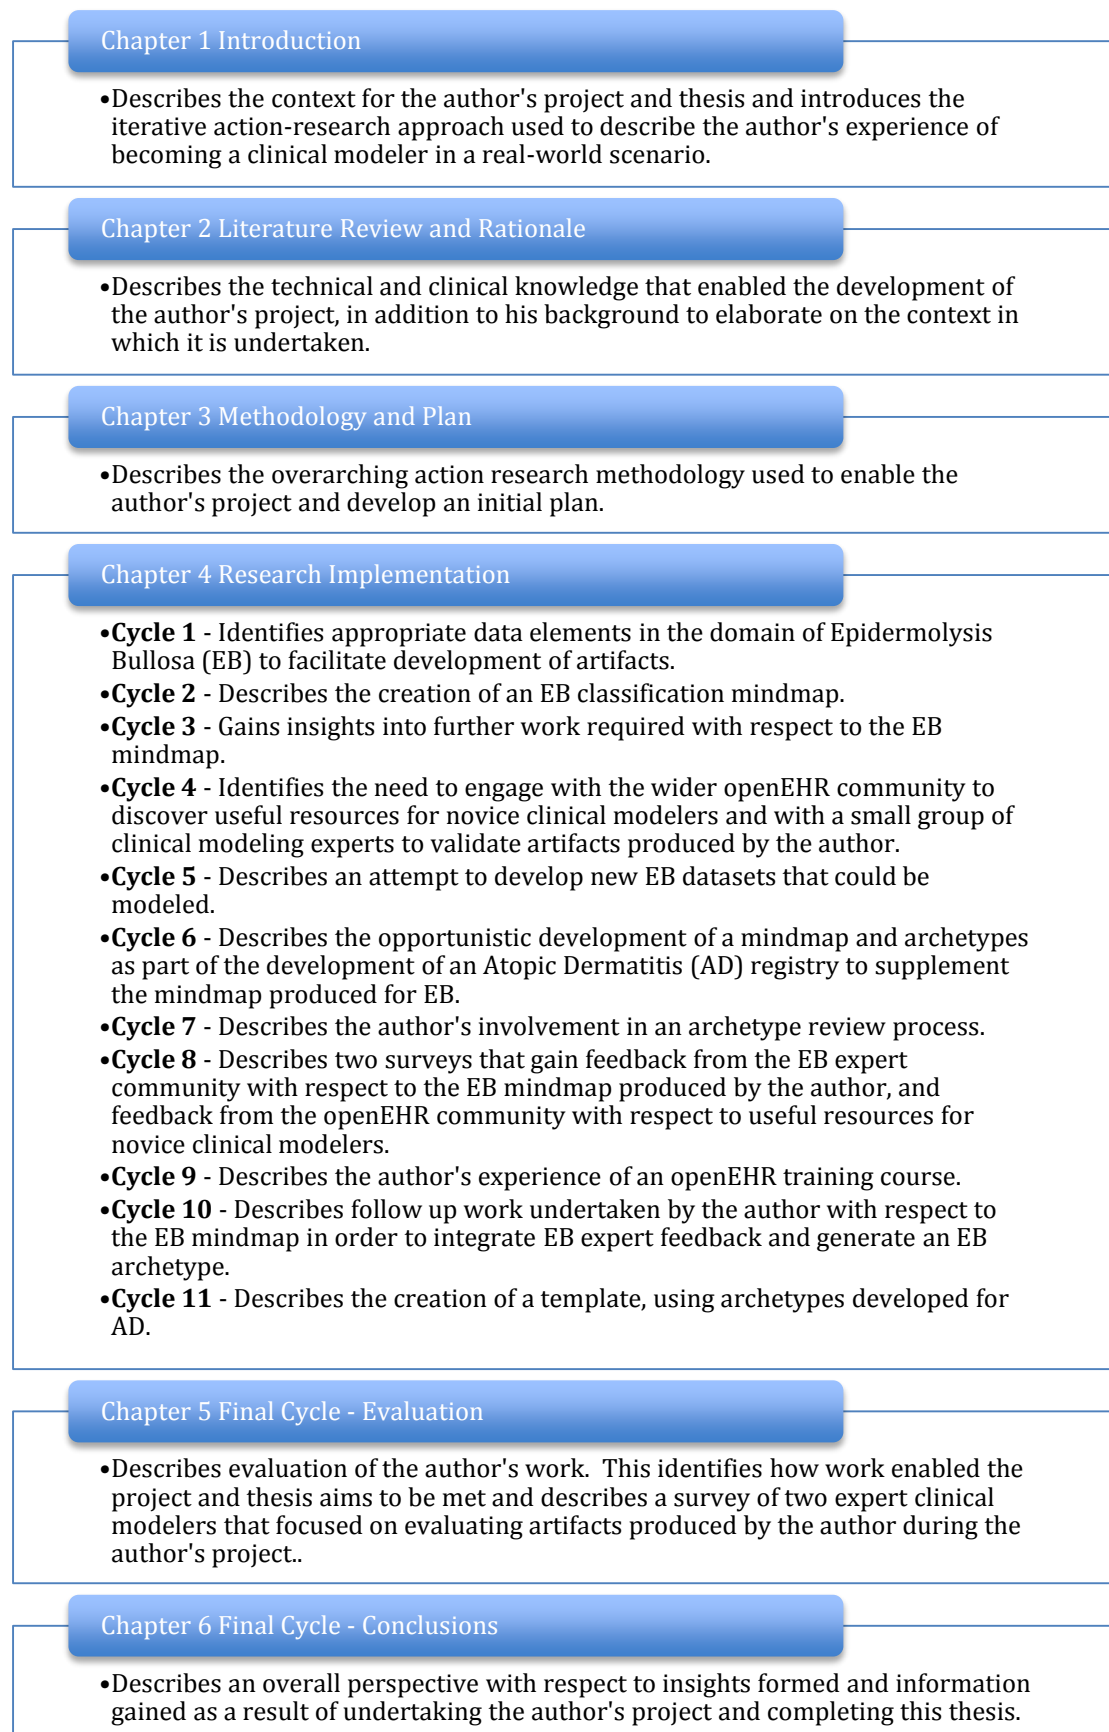 Chapter 1 Introduction
•Describes the context for the author's project and thesis and introduces the
iterative action-research approach used to describe the author's experience of
becoming a clinical modeler in a real-world scenario.
Chapter 2 Literature Review and Rationale
•Describes the technical and clinical knowledge that enabled the development of
the author's project, in addition to his background to elaborate on the context in
which it is undertaken.
Chapter 3 Methodology and Plan
•Describes the overarching action research methodology used to enable the
author's project and develop an initial plan.
Chapter 4 Research Implementation
•Cycle 1 - Identifies appropriate data elements in the domain of Epidermolysis
Bullosa (EB) to facilitate development of artifacts.
•Cycle 2 - Describes the creation of an EB classification mindmap.
•Cycle 3 - Gains insights into further work required with respect to the EB
mindmap.
•Cycle 4 - Identifies the need to engage with the wider openEHR community to
discover useful resources for novice clinical modelers and with a small group of
clinical modeling experts to validate artifacts produced by the author.
•Cycle 5 - Describes an attempt to develop new EB datasets that could be
modeled.
•Cycle 6 - Describes the opportunistic development of a mindmap and archetypes
as part of the development of an Atopic Dermatitis (AD) registry to supplement
the mindmap produced for EB.
•Cycle 7 - Describes the author's involvement in an archetype review process.
•Cycle 8 - Describes two surveys that gain feedback from the EB expert
community with respect to the EB mindmap produced by the author, and
feedback from the openEHR community with respect to useful resources for
novice clinical modelers.
•Cycle 9 - Describes the author's experience of an openEHR training course.
•Cycle 10 - Describes follow up work undertaken by the author with respect to
the EB mindmap in order to integrate EB expert feedback and generate an EB
archetype.
•Cycle 11 - Describes the creation of a template, using archetypes developed for
AD.
Chapter 5 Final Cycle - Evaluation
•Describes evaluation of the author's work.  This identifies how work enabled the
project and thesis aims to be met and describes a survey of two expert clinical
modelers that focused on evaluating artifacts produced by the author during the
author's project..
Chapter 6 Final Cycle - Conclusions
•Describes an overall perspective with respect to insights formed and information
gained as a result of undertaking the author's project and completing this thesis.